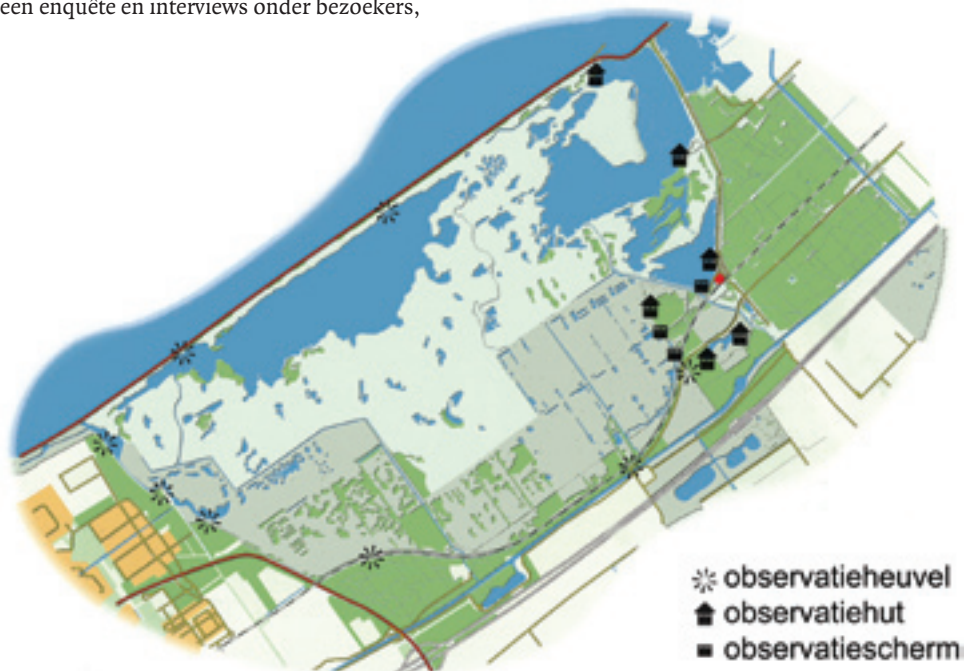 een enquête en interviews onder bezoekers,
observatieheuvel
observatiehut
observatiescherm